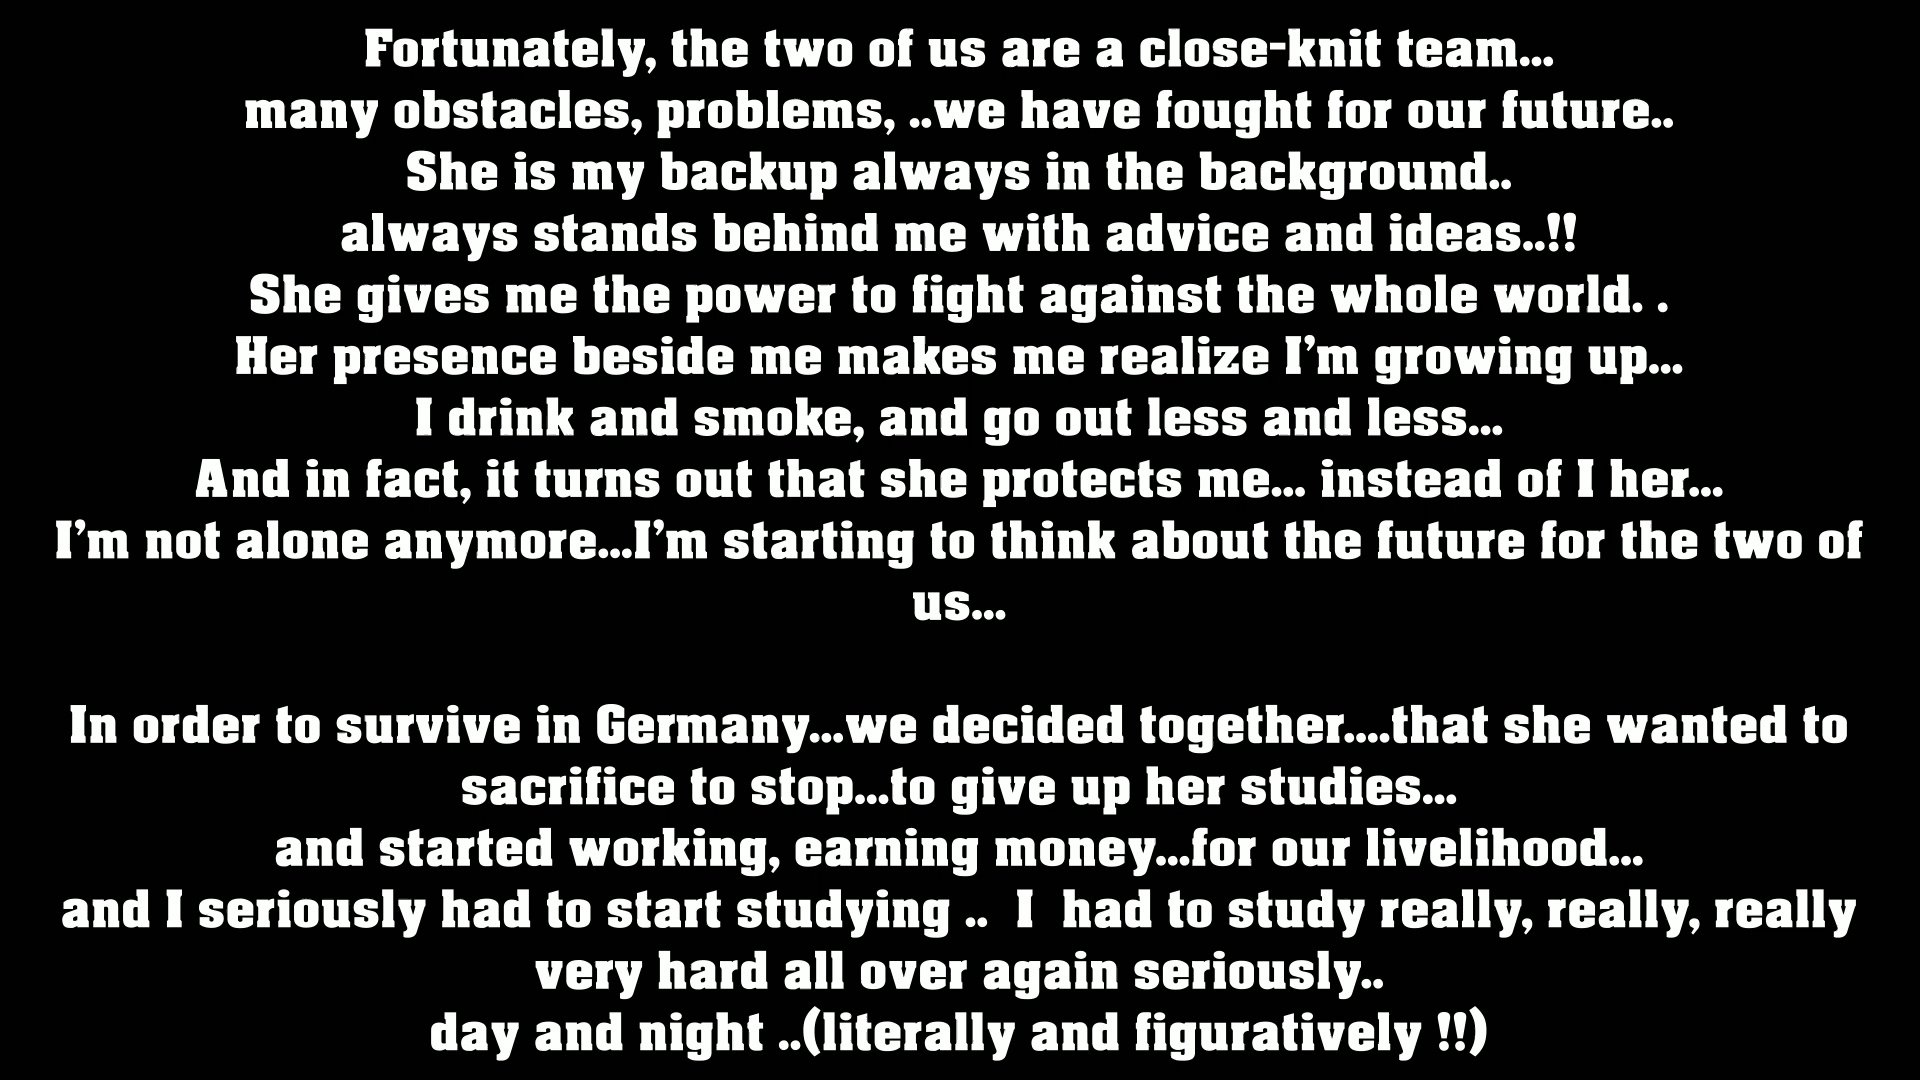 Fortunately, the two of us are a close-knit team...
many obstacles, problems, ..we have fought for our future..
She is my backup always in the background..
always stands behind me with advice and ideas..!!
She gives me the power to fight against the whole world. .
Her presence beside me makes me realize I'm growing up...
I drink and smoke, and go out less and less...
And in fact, it turns out that she protects me... instead of I her...
I'm not alone anymore...I'm starting to think about the future for the two of
us...
In order to survive in Germany...we decided together....that she wanted to
sacrifice to stop...to give up her studies...
and started working, earning money...for our livelihood...
and I seriously had to start studying ..  I  had to study really, really, really
very hard all over again seriously..
day and night ..(literally and figuratively !!)